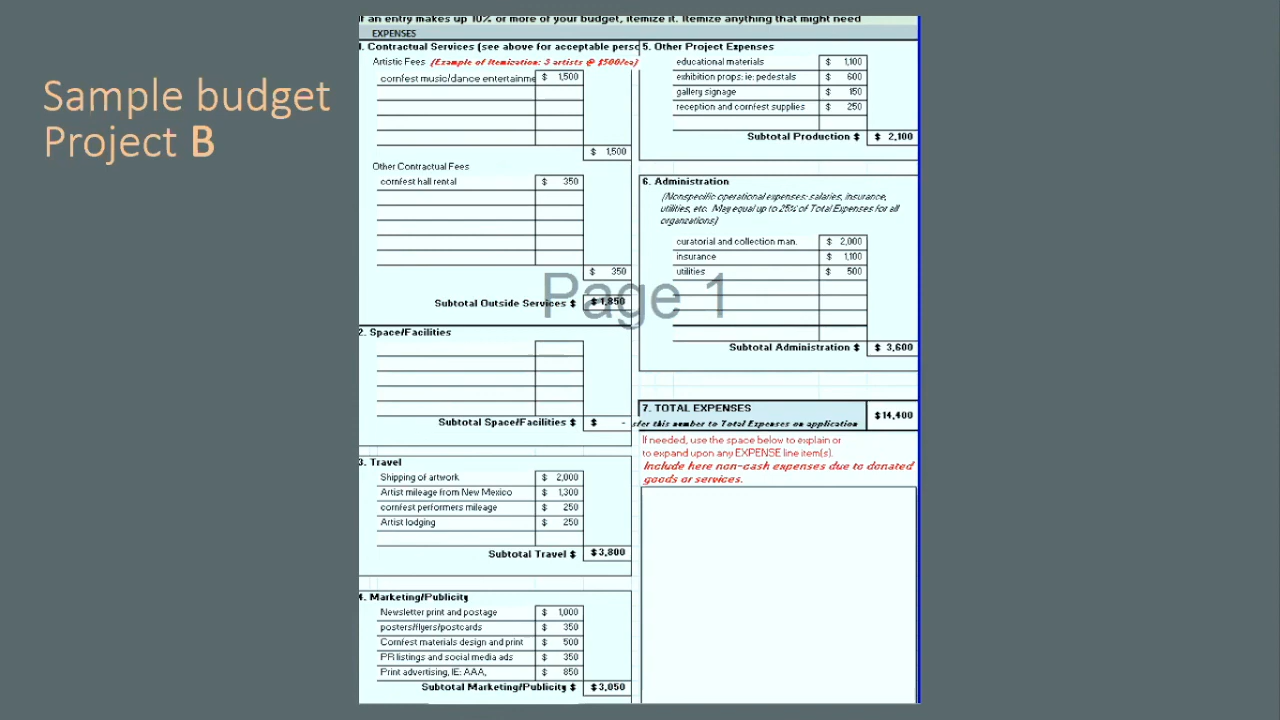 Sample budget
Project B
If an entry makes up 10% or more of your budget, itemize it. Itemize anything that might need
EXPENSES
1. Contractual Services (see above for acceptable perso
Artistic Fees (Example of Itemization: 3 artists @ $500/ea)
cornfest music/dance entertainme $ 1,500
$ 1,500
Other Contractual Fees
cornfest hall rental $ 350
$ 350
Subtotal Outside Services $ $1,850
2. Space/Facilities
Subtotal Space/Facilities $ $ -
3. Travel
Shipping of artwork $ 2,000
Artist mileage from New Mexico $ 1,300
cornfest performers mileage $ 250
Artist lodging $ 250
Subtotal Travel $ $3,800
4. Marketing/Publicity
Newsletter print and postage $ 1,000
posters/flyers/postcards $ 350
Cornfest materials design and print $ 500
PR listings and social media ads $ 350
Print advertising, IE: AAA, $ 850
Subtotal Marketing/Publicity $ $3,050
5. Other Project Expenses
educational materials $ 1,100
exhibition props: ie: pedestals $ 600
gallery signage $ 150
reception and cornfest supplies $ 250
Subtotal Production $ $ 2,100
6. Administration
(Nonspecific operational expenses: salaries, insurance,
utilities, etc. May equal up to 25% of Total Expenses for all
organizations)
curatorial and collection man. $ 2,000
insurance $ 1,100
utilities $ 500
Subtotal Administration $ $ 3,600
7. TOTAL EXPENSES $14,400
sfer this number to Total Expenses on application
If needed, use the space below to explain or
to expand upon any EXPENSE line item(s).
Include here non-cash expenses due to donated
goods or services.
Page 1